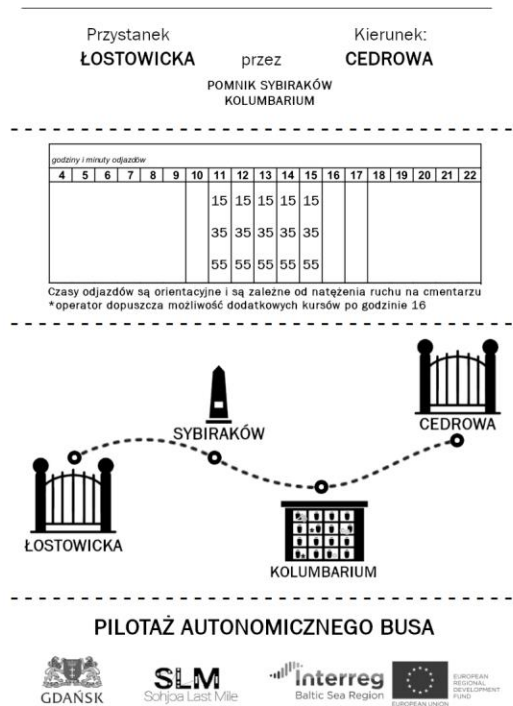 Przystanek Kierunek:
ŁOSTOWICKA przez CEDROWA
POMNIK SYBIRAKÓW
KOLUMBARIUM
godziny i minuty odjazdów
4 5 6 7 8 9 10 11 12 13 14 15 16 17 18 19 20 21 22
15 15 15 15 15
35 35 35 35 35
55 55 55 55 55
Czasy odjazdów są orientacyjne i są zależne od natężenia ruchu na cmentarzu
*operator dopuszcza możliwość dodatkowych kursów po godzinie 16
CEDROWA
SYBIRAKÓW
ŁOSTOWICKA
KOLUMBARIUM
PILOTAŻ AUTONOMICZNEGO BUSA
GDAŃSK
SLM
Sohjoa Last Mile
Interreg
Baltic Sea Region
EUROPEAN UNION
EUROPEAN
REGIONAL
DEVELOPMENT
FUND